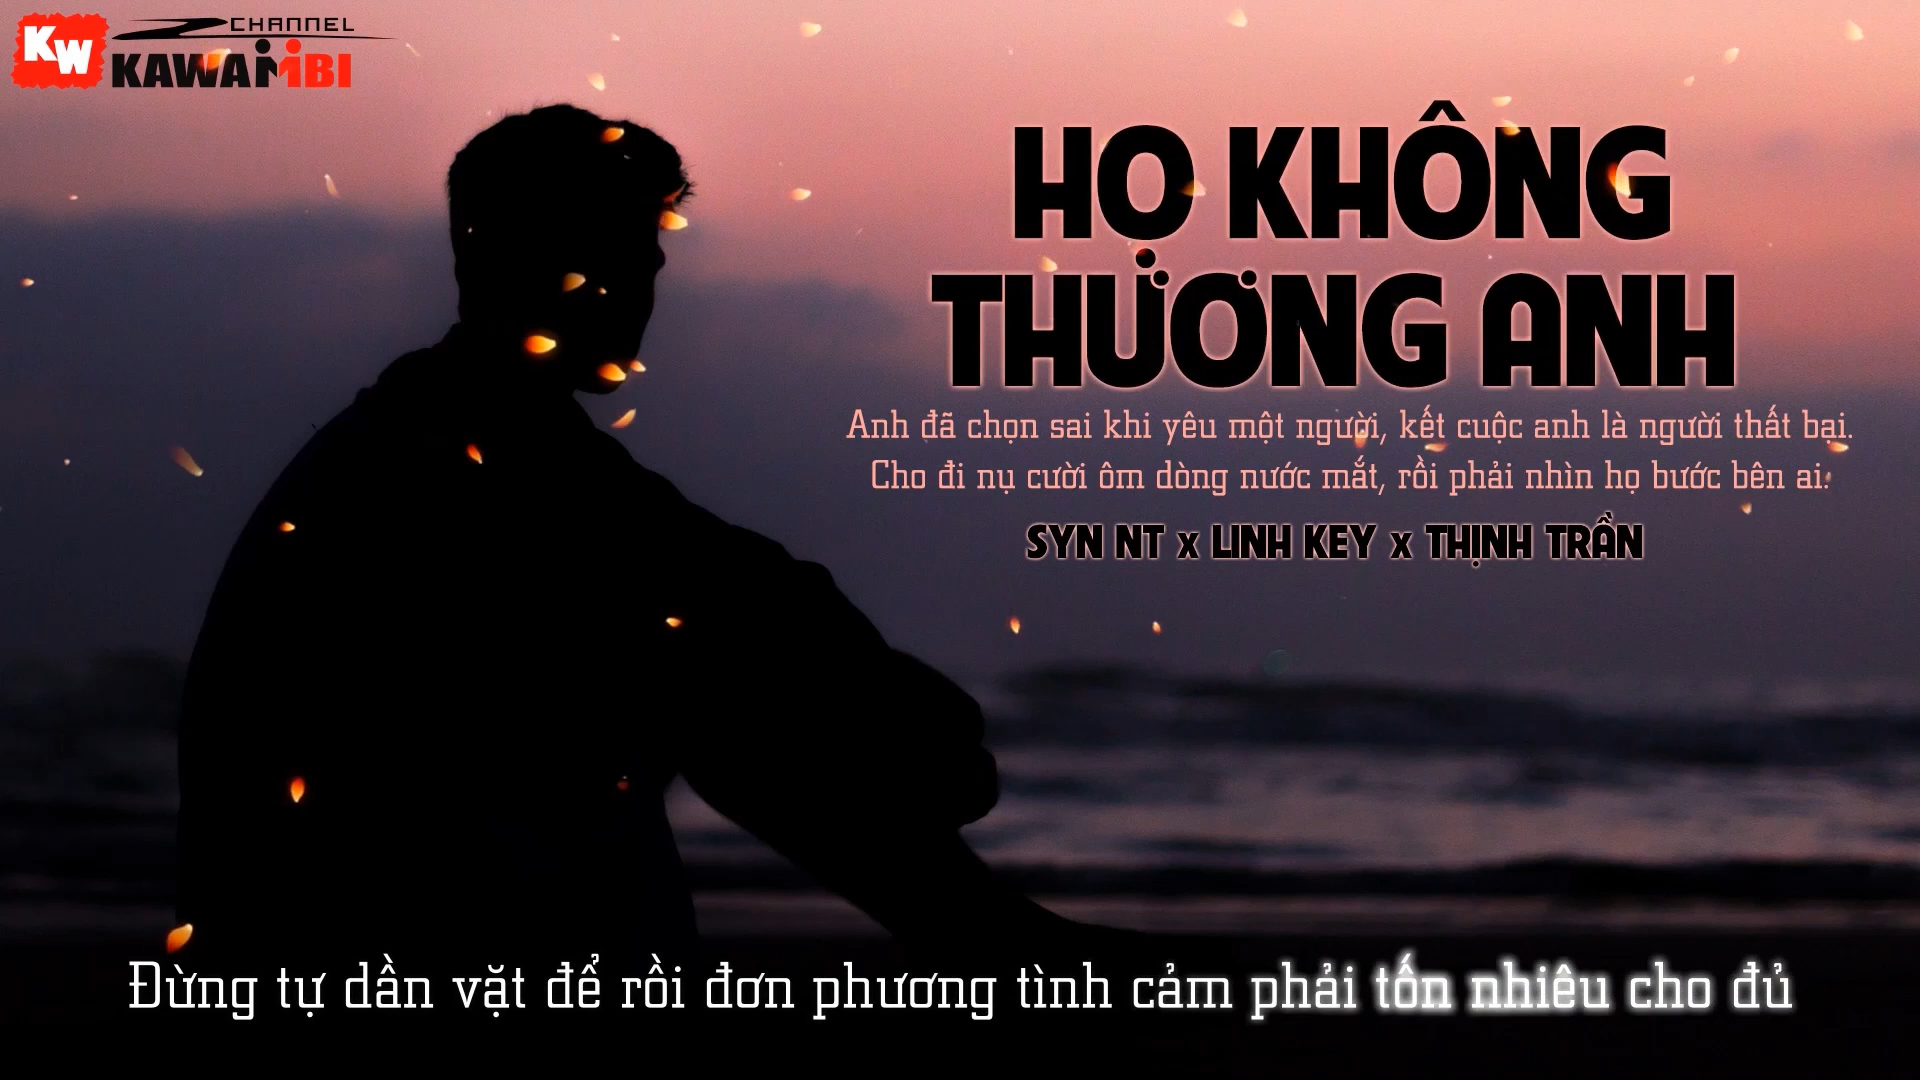 KW
CHANNEL
KAWAIIBI
HỌ KHÔNG
THƯƠNG ANH
Anh đã chọn sai khi yêu một người, kết cuộc anh là người thất bại.
Cho đi nụ cười ôm dòng nước mắt, rồi phải nhìn họ bước bên ai.
SYN NT x LINH KEY x THỊNH TRẦN
Đừng tự dần vặt để rồi đơn phương tình cảm phải tốn nhiêu cho đủ